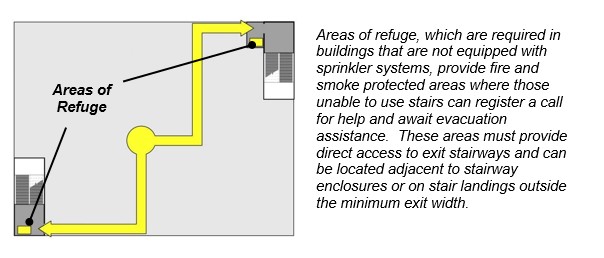 Areas of
Refuge
Areas of refuge, which are required in
buildings that are not equipped with
sprinkler systems, provide fire and
smoke protected areas where those
unable to use stairs can register a call
for help and await evacuation
assistance.  These areas must provide
direct access to exit stairways and can
be located adjacent to stairway
enclosures or on stair landings outside
the minimum exit width.